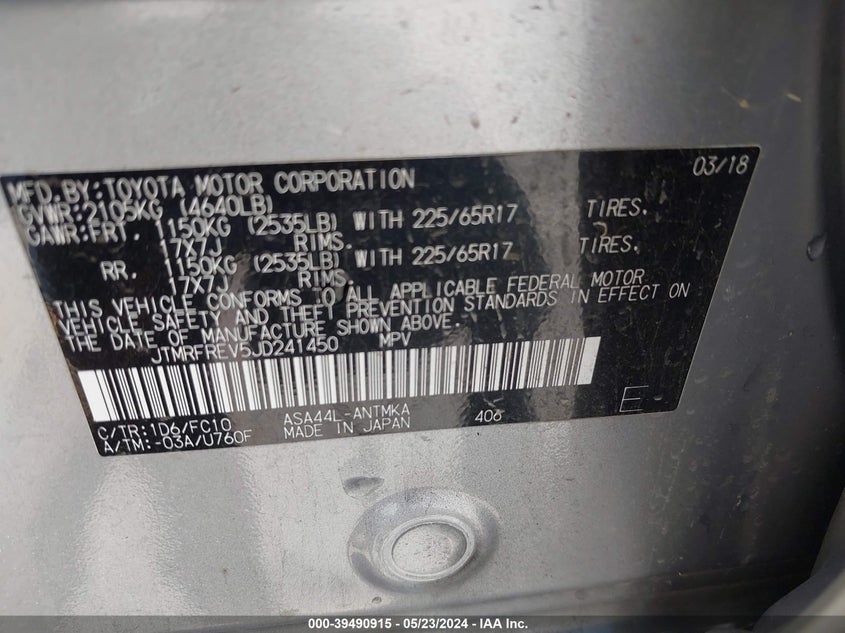 MFD.BY:TOYOTA MOTOR CORPORATION 03/18
GVWR:2105KG (4640LB)
GAWR:FRT. 1150KG (2535LB) WITH 225/65R17 TIRES.
17X7J RIMS.
RR. 1150KG (2535LB) WITH 225/65R17 TIRES.
17X7J RIMS.
THIS VEHICLE CONFORMS TO ALL APPLICABLE FEDERAL MOTOR
VEHICLE SAFETY AND THEFT PREVENTION STANDARDS IN EFFECT ON
THE DATE OF MANUFACTURE SHOWN ABOVE.
JTMRFREV5JD241450 MPV
C/TR:1D6/FC10 ASA44L-ANTMKA 406 E
A/TM:-03A/U760F MADE IN JAPAN
000-39490915 - 05/23/2024 - IAA Inc.